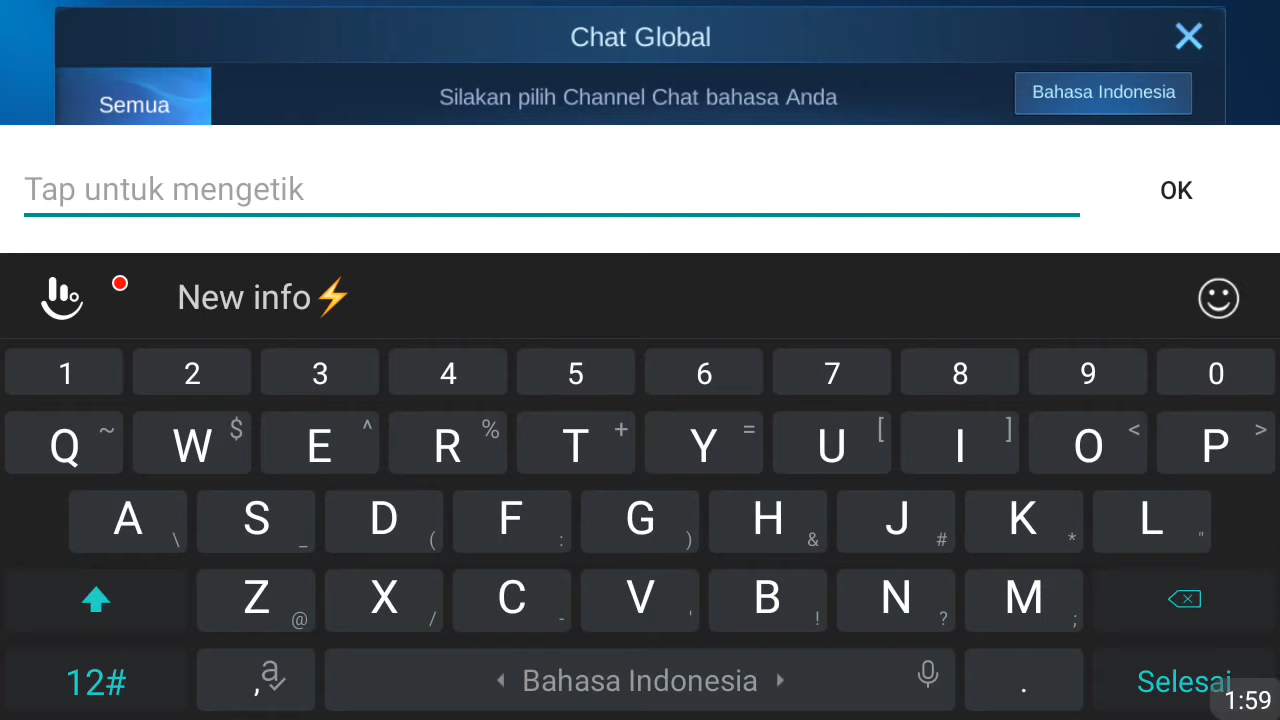 Chat Global
Semua
Silakan pilih Channel Chat bahasa Anda
Bahasa Indonesia
Tap untuk mengetik
OK
New info⚡
1 2 3 4 5 6 7 8 9 0
Q ~ W $ E ^ R % T + Y = U [ I ] O < P >
A \ S _ D ( F : G ) H & J # K * L "
Z @ X / C - V ' B ! N ? M ;
12# , a Bahasa Indonesia . Selesai
1:59